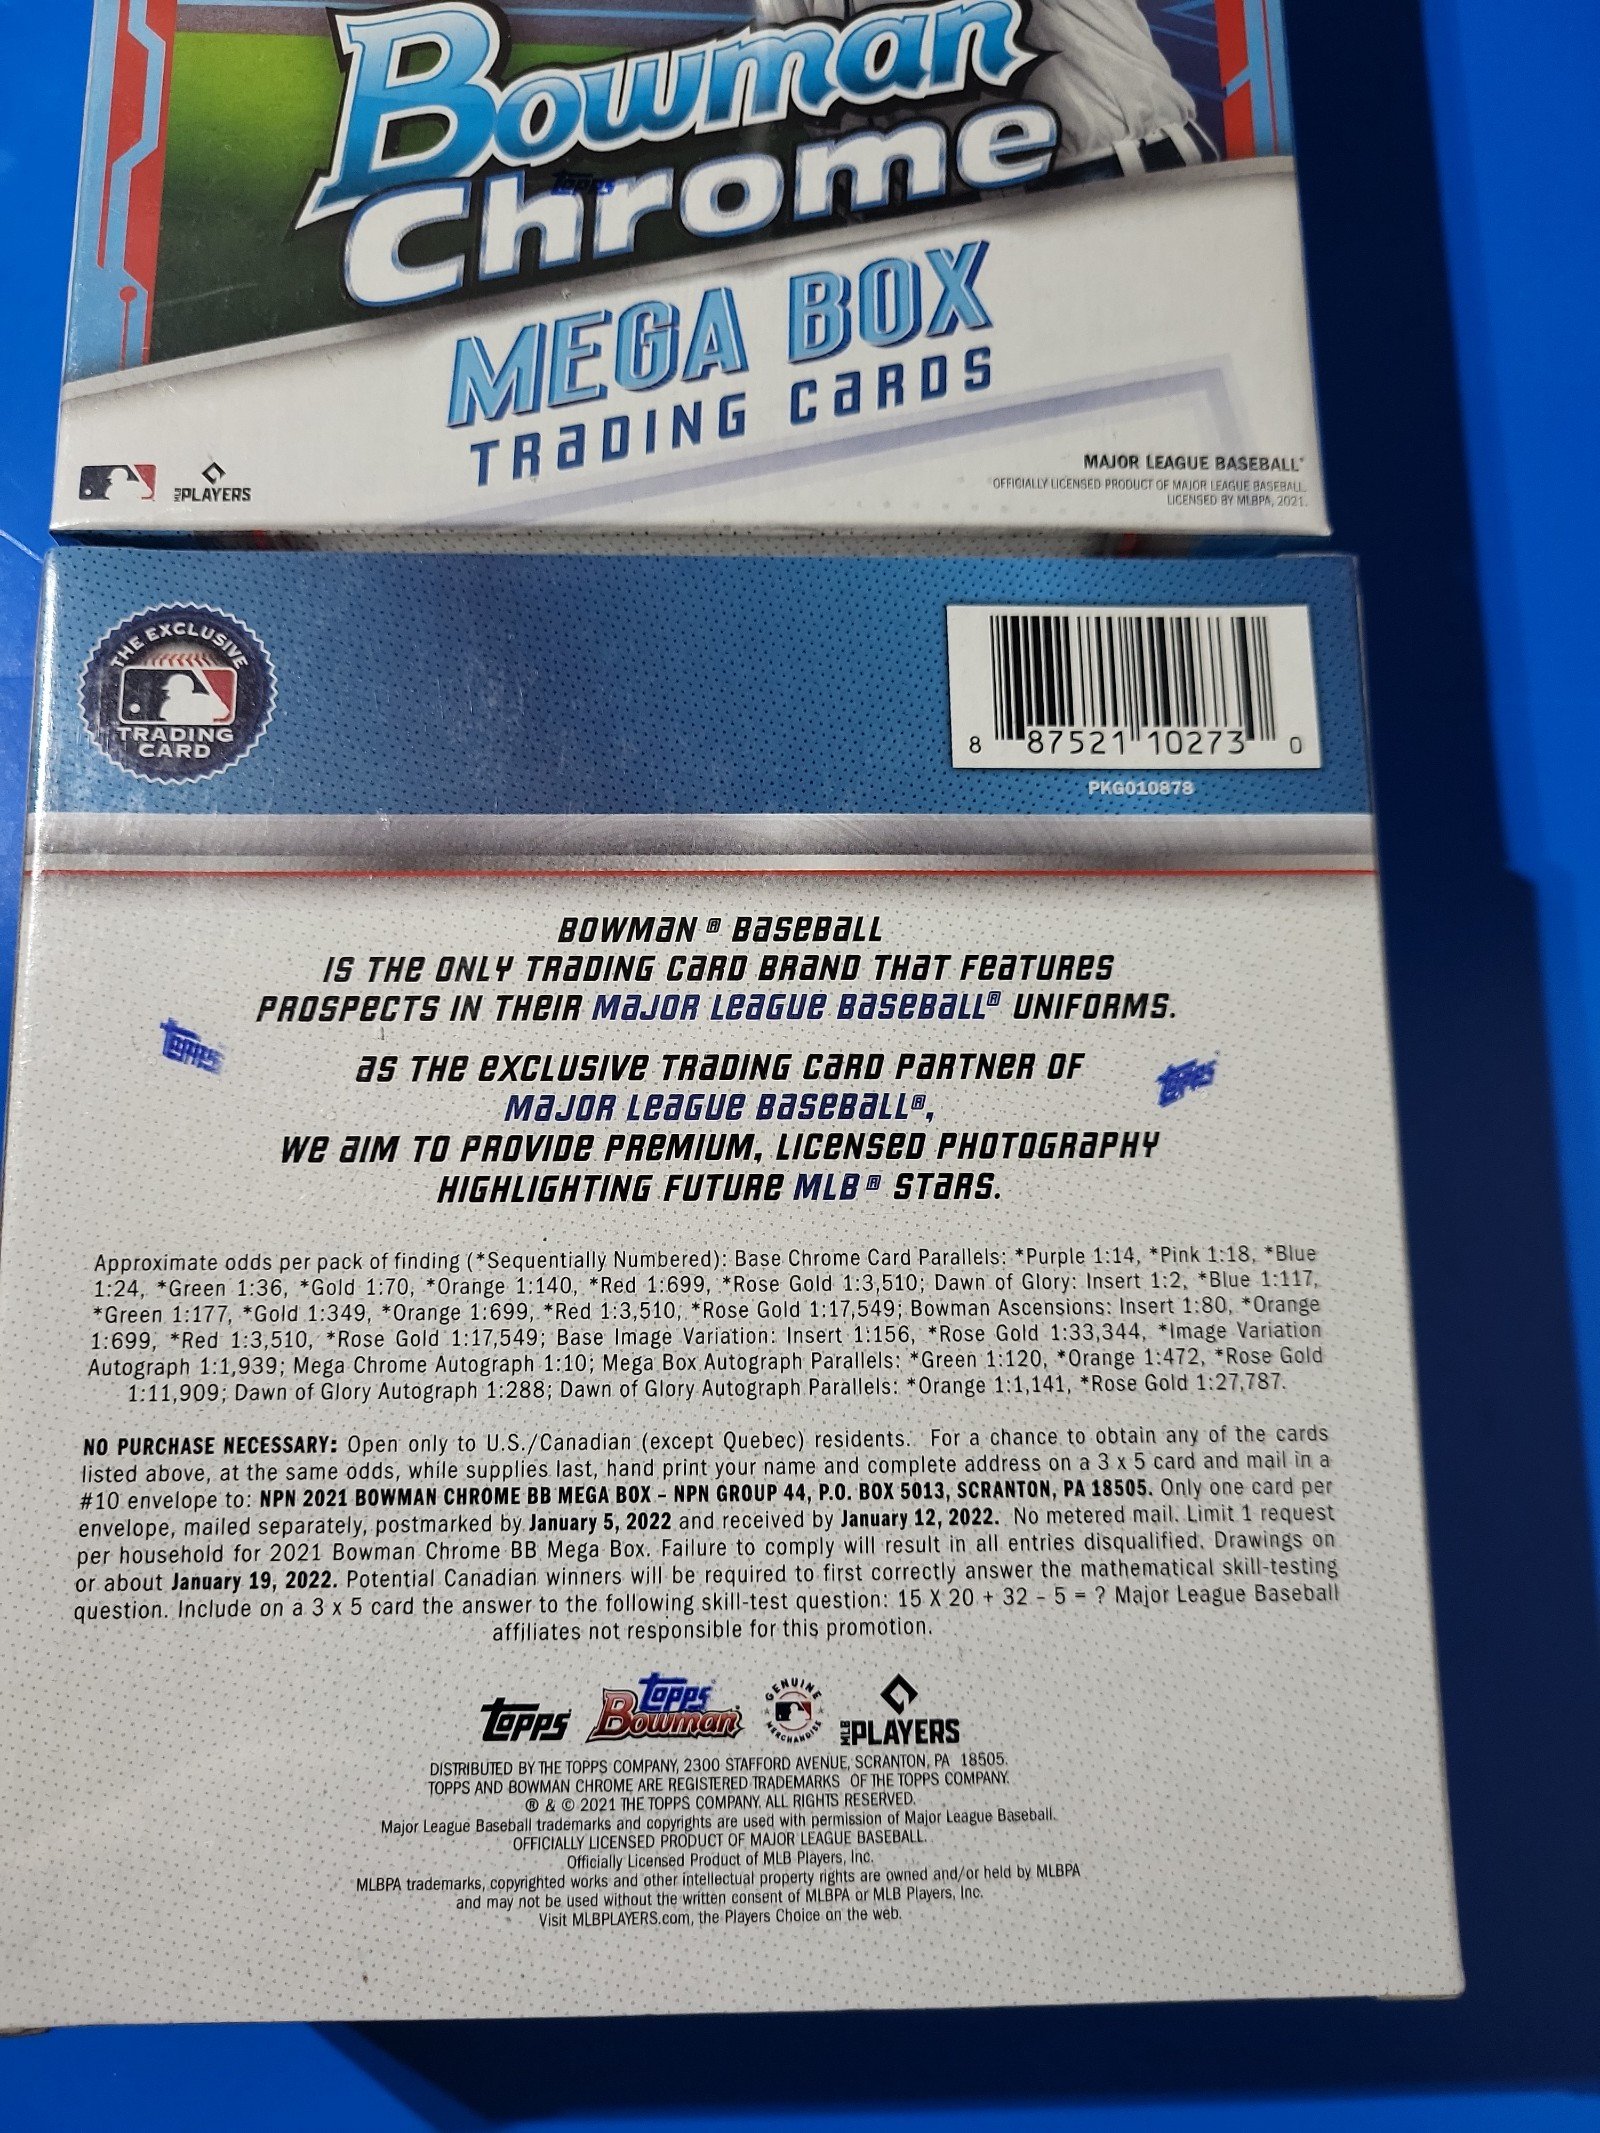 Bowman
Chrome
topps
MEGA BOX
TRADING CARDS
MLB PLAYERS
MAJOR LEAGUE BASEBALL
OFFICIALLY LICENSED PRODUCT OF MAJOR LEAGUE BASEBALL.
LICENSED BY MLBPA, 2021.
THE EXCLUSIVE
TRADING
CARD
8 87521 10273 0
PKG010878
BOWMAN ® BASEBALL
IS THE ONLY TRADING CARD BRAND THAT FEATURES
PROSPECTS IN THEIR MAJOR LEAGUE BASEBALL® UNIFORMS.
topps
AS THE EXCLUSIVE TRADING CARD PARTNER OF
topps
MAJOR LEAGUE BASEBALL®,
WE AIM TO PROVIDE PREMIUM, LICENSED PHOTOGRAPHY
HIGHLIGHTING FUTURE MLB ® STARS.
Approximate odds per pack of finding (*Sequentially Numbered): Base Chrome Card Parallels: *Purple 1:14, *Pink 1:18, *Blue
1:24, *Green 1:36, *Gold 1:70, *Orange 1:140, *Red 1:699, *Rose Gold 1:3,510; Dawn of Glory: Insert 1:2, *Blue 1:117,
*Green 1:177, *Gold 1:349, *Orange 1:699, *Red 1:3,510, *Rose Gold 1:17,549; Bowman Ascensions: Insert 1:80, *Orange
1:699, *Red 1:3,510, *Rose Gold 1:17,549; Base Image Variation: Insert 1:156, *Rose Gold 1:33,344, *Image Variation
Autograph 1:1,939; Mega Chrome Autograph 1:10; Mega Box Autograph Parallels: *Green 1:120, *Orange 1:472, *Rose Gold
1:11,909; Dawn of Glory Autograph 1:288; Dawn of Glory Autograph Parallels: *Orange 1:1,141, *Rose Gold 1:27,787.
NO PURCHASE NECESSARY: Open only to U.S./Canadian (except Quebec) residents. For a chance to obtain any of the cards
listed above, at the same odds, while supplies last, hand print your name and complete address on a 3 x 5 card and mail in a
#10 envelope to: NPN 2021 BOWMAN CHROME BB MEGA BOX – NPN GROUP 44, P.O. BOX 5013, SCRANTON, PA 18505. Only one card per
envelope, mailed separately, postmarked by January 5, 2022 and received by January 12, 2022. No metered mail. Limit 1 request
per household for 2021 Bowman Chrome BB Mega Box. Failure to comply will result in all entries disqualified. Drawings on
or about January 19, 2022. Potential Canadian winners will be required to first correctly answer the mathematical skill-testing
question. Include on a 3 x 5 card the answer to the following skill-test question: 15 X 20 + 32 - 5 = ? Major League Baseball
affiliates not responsible for this promotion.
topps topps Bowman GENUINE MERCHANDISE MLB PLAYERS
DISTRIBUTED BY THE TOPPS COMPANY, 2300 STAFFORD AVENUE, SCRANTON, PA 18505.
TOPPS AND BOWMAN CHROME ARE REGISTERED TRADEMARKS OF THE TOPPS COMPANY.
® & © 2021 THE TOPPS COMPANY. ALL RIGHTS RESERVED.
Major League Baseball trademarks and copyrights are used with permission of Major League Baseball.
OFFICIALLY LICENSED PRODUCT OF MAJOR LEAGUE BASEBALL.
Officially Licensed Product of MLB Players, Inc.
MLBPA trademarks, copyrighted works and other intellectual property rights are owned and/or held by MLBPA
and may not be used without the written consent of MLBPA or MLB Players, Inc.
Visit MLBPLAYERS.com, the Players Choice on the web.